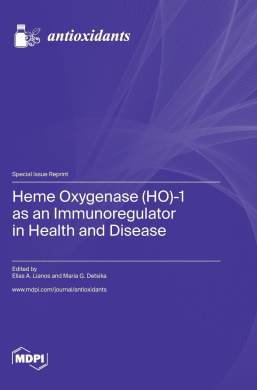 antioxidants
Special Issue Reprint
Heme Oxygenase (HO)-1
as an Immunoregulator
in Health and Disease
Edited by
Elias A. Lianos and Maria G. Detsika
www.mdpi.com/journal/antioxidants
MDPI